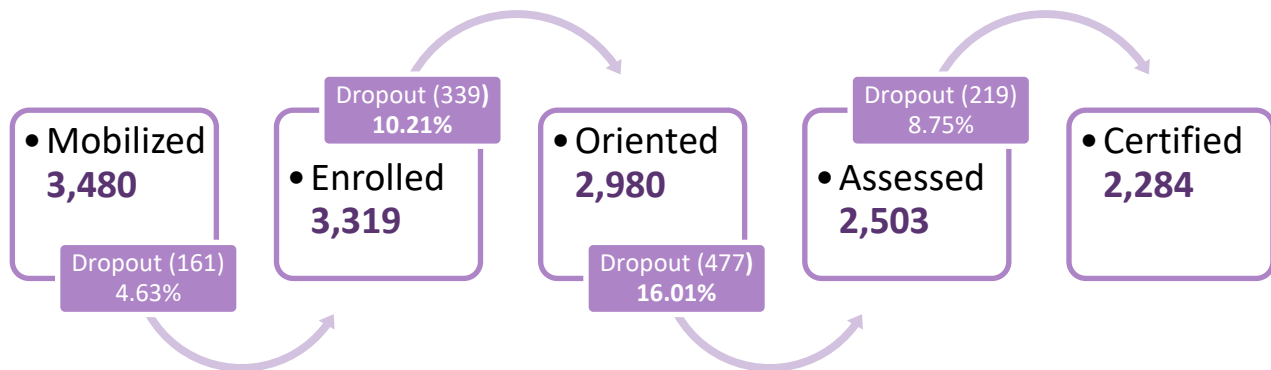 • Mobilized
3,480
Dropout (161)
4.63%
Dropout (339)
10.21%
• Enrolled
3,319
• Oriented
2,980
Dropout (477)
16.01%
Dropout (219)
8.75%
• Assessed
2,503
• Certified
2,284